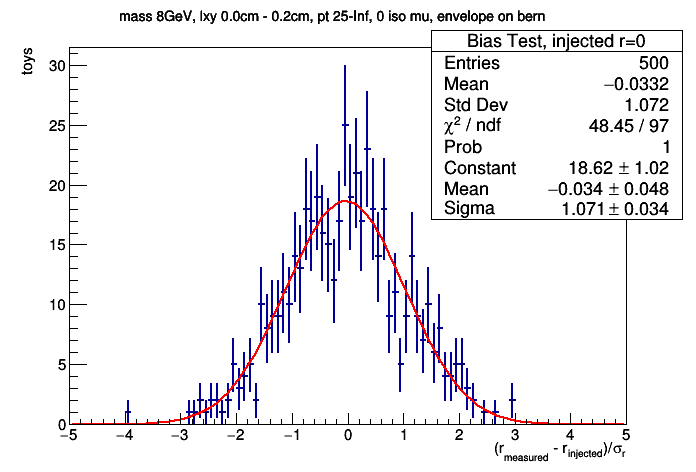 mass 8GeV, lxy 0.0cm - 0.2cm, pt 25-Inf, 0 iso mu, envelope on bern
Bias Test, injected r=0
Entries 500
Mean −0.0332
Std Dev 1.072
χ² / ndf 48.45 / 97
Prob 1
Constant 18.62 ± 1.02
Mean −0.034 ± 0.048
Sigma 1.071 ± 0.034
toys
30
25
20
15
10
5
0
−5 −4 −3 −2 −1 0 1 2 3 4 5
(r_measured - r_injected)/σ_r